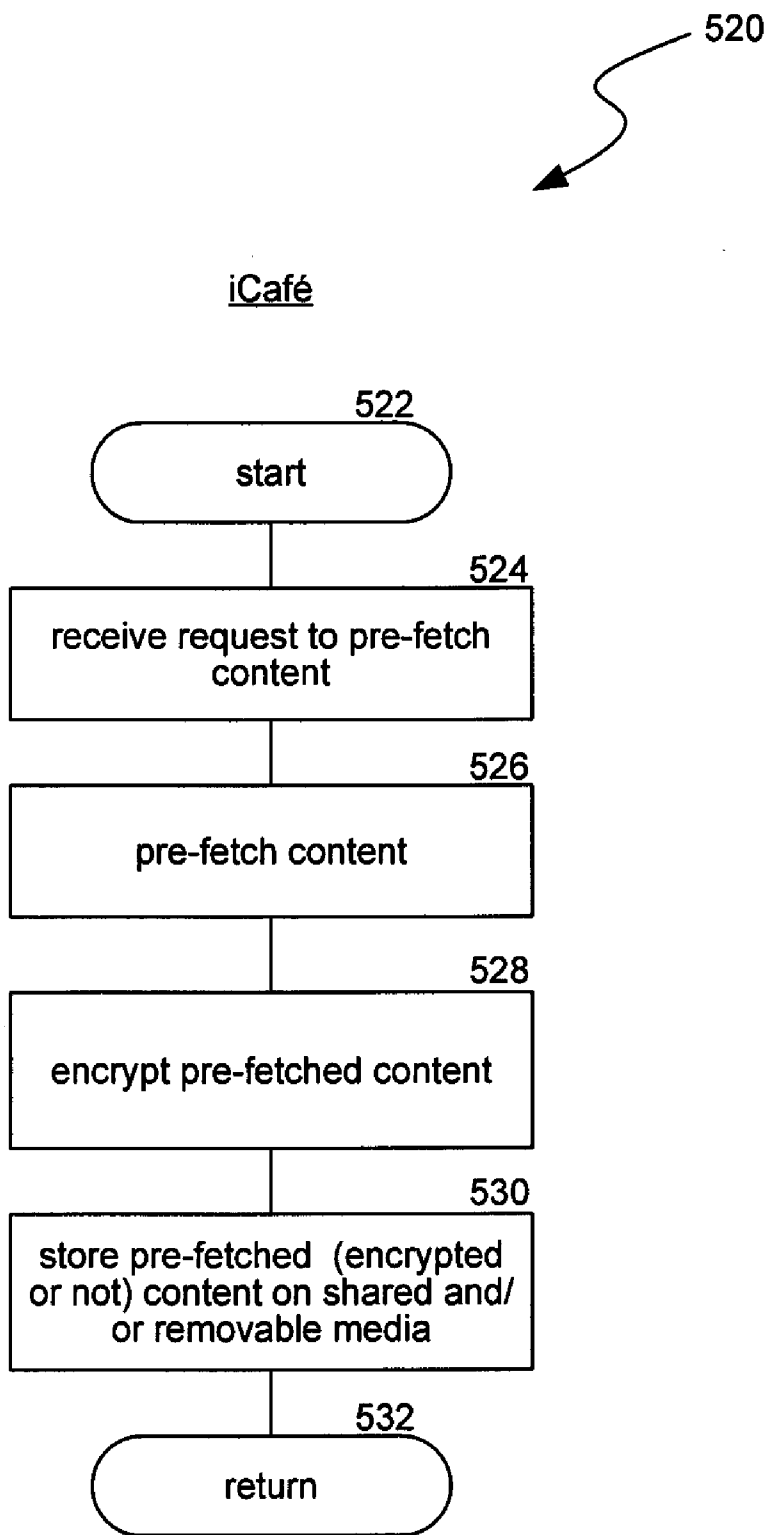 520
iCafé
522
start
524
receive request to pre-fetch
content
526
pre-fetch content
528
encrypt pre-fetched content
530
store pre-fetched (encrypted
or not) content on shared and/
or removable media
532
return